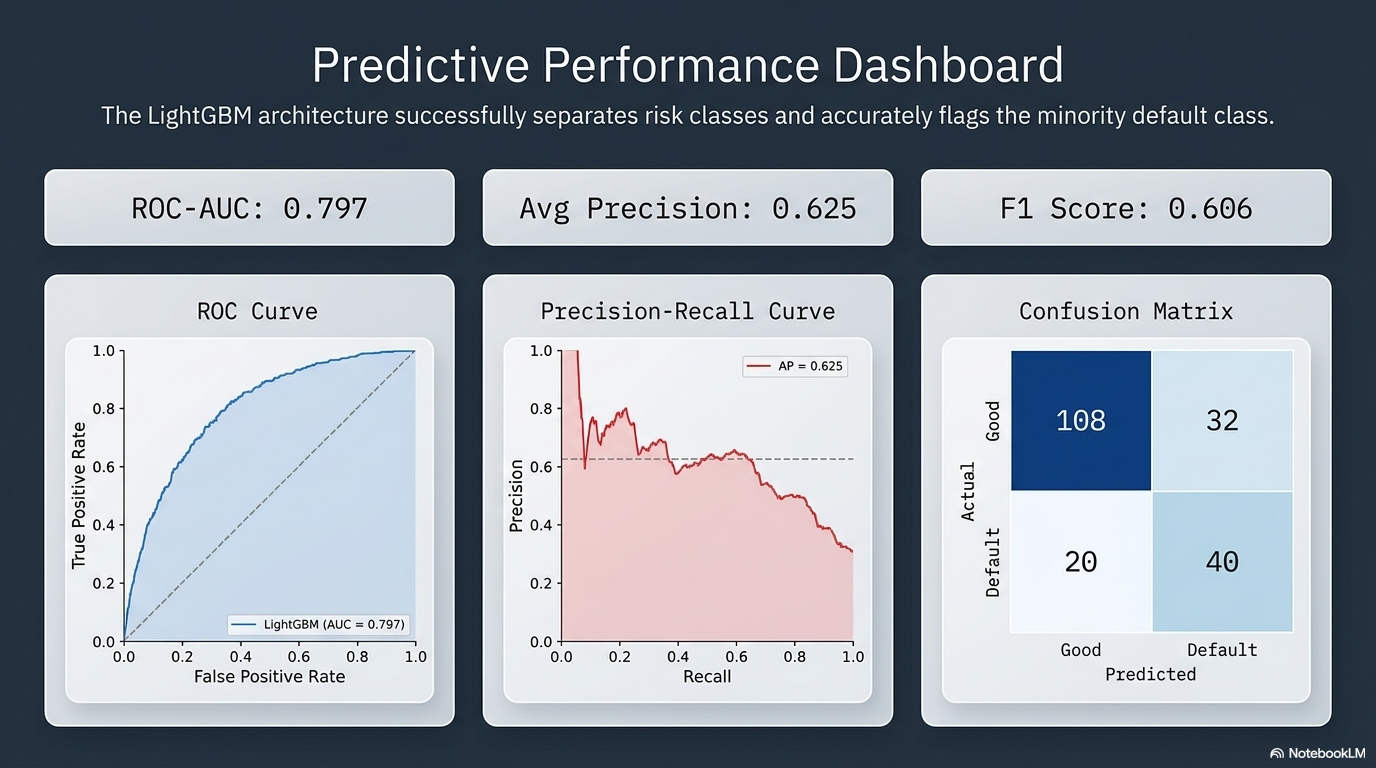 Predictive Performance Dashboard
The LightGBM architecture successfully separates risk classes and accurately flags the minority default class.
ROC-AUC: 0.797
Avg Precision: 0.625
F1 Score: 0.606
ROC Curve
1.0
0.8
0.6
0.4
0.2
0.0
True Positive Rate
LightGBM (AUC = 0.797)
0.0 0.2 0.4 0.6 0.8 1.0
False Positive Rate
Precision-Recall Curve
1.0
0.8
0.6
0.4
0.2
0.0
Precision
AP = 0.625
0.0 0.2 0.4 0.6 0.8 1.0
Recall
Confusion Matrix
Actual
Good
108 32
Default
20 40
Good Default
Predicted
NotebookLM